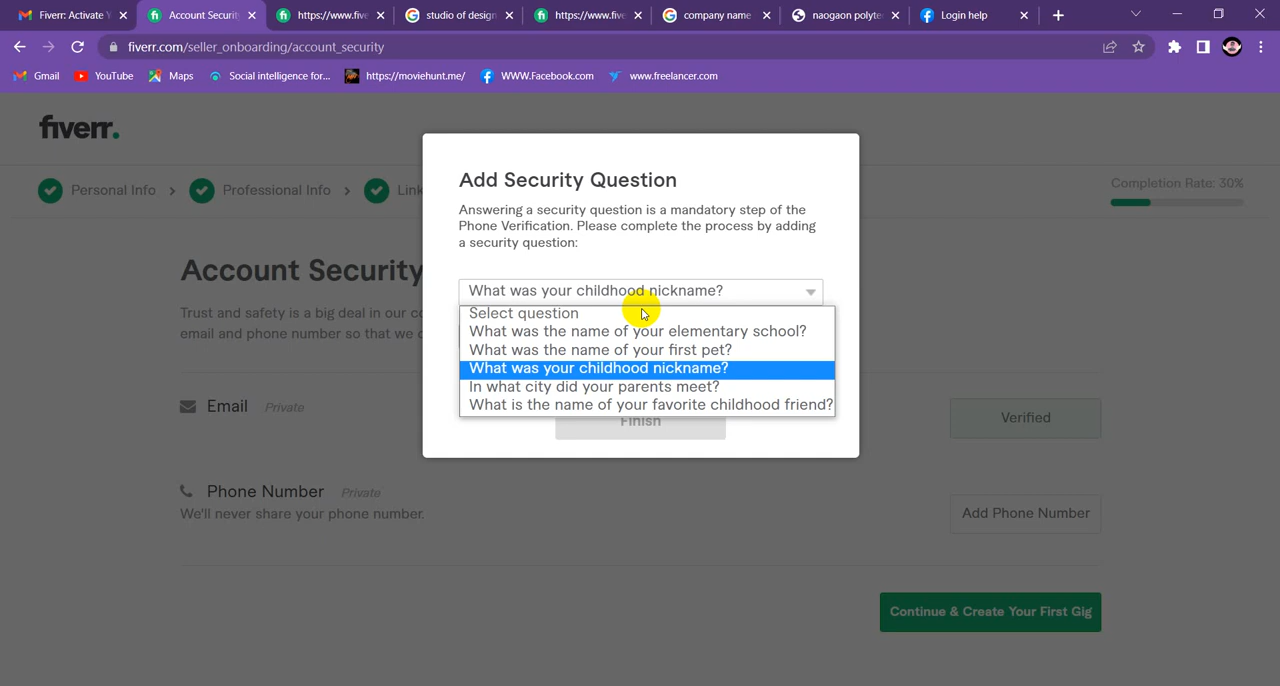 Fiverr: Activate Y
Account Securit
https://www.five
studio of design
https://www.five
company name
naogaon polyte
Login help
fiverr.com/seller_onboarding/account_security
Gmail
YouTube
Maps
Social intelligence for...
https://moviehunt.me/
WWW.Facebook.com
www.freelancer.com
fiverr.
Personal Info
Professional Info
Link
Completion Rate: 30%
Add Security Question
Answering a security question is a mandatory step of the
Phone Verification. Please complete the process by adding
a security question:
What was your childhood nickname?
Select question
What was the name of your elementary school?
What was the name of your first pet?
What was your childhood nickname?
In what city did your parents meet?
What is the name of your favorite childhood friend?
Finish
Account Security
Trust and safety is a big deal in our co
email and phone number so that we c
Email Private
Verified
Phone Number Private
We'll never share your phone number.
Add Phone Number
Continue & Create Your First Gig